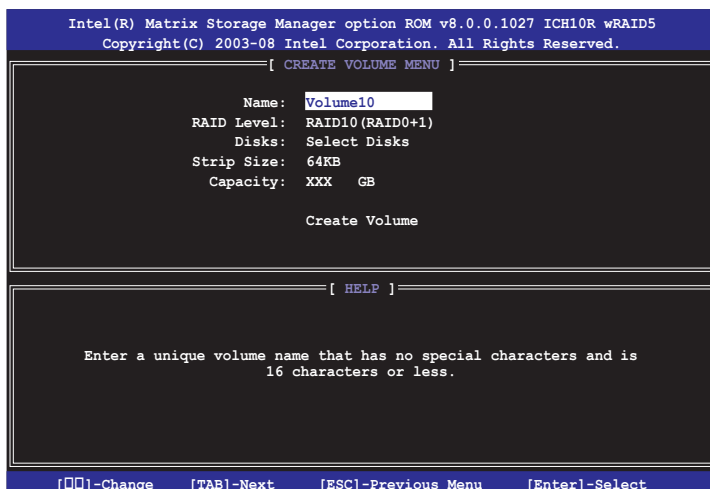 Intel(R) Matrix Storage Manager option ROM v8.0.0.1027 ICH10R wRAID5
Copyright(C) 2003-08 Intel Corporation. All Rights Reserved.
[ CREATE VOLUME MENU ]
Name: Volume10
RAID Level: RAID10(RAID0+1)
Disks: Select Disks
Strip Size: 64KB
Capacity: XXX GB
Create Volume
[ HELP ]
Enter a unique volume name that has no special characters and is
16 characters or less.
[▯▯]-Change [TAB]-Next [ESC]-Previous Menu [Enter]-Select